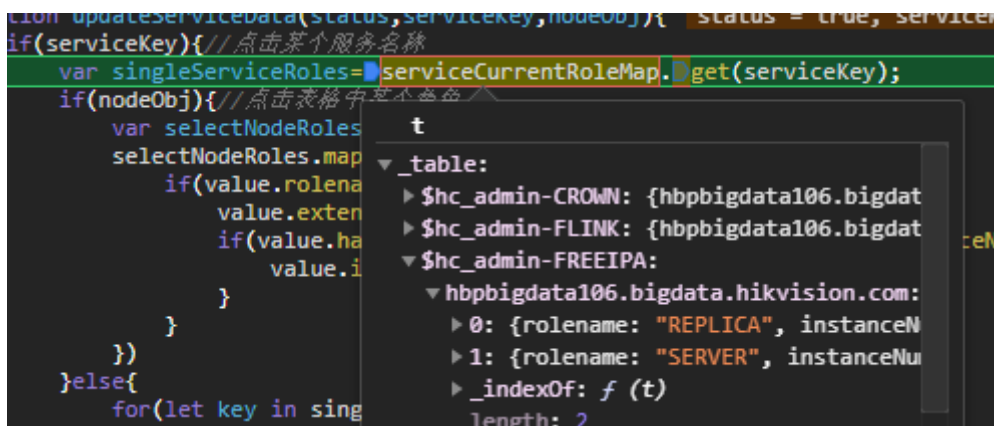 updateServiceData(status,serviceKey,nodeObj){ status = true,
if(serviceKey){//点击某个服务名称
var singleServiceRoles=serviceCurrentRoleMap.get(serviceKey);
if(nodeObj){//点击表格中某个角色
var selectNodeRoles
t
selectNodeRoles.map
_table:
if(value.rolena
$hc_admin-CROWN: {hbpbigdata106.bigdat
value.exten
$hc_admin-FLINK: {hbpbigdata106.bigdat
if(value.ha
$hc_admin-FREEIPA:
value.i
hbpbigdata106.bigdata.hikvision.com:
}
0: {rolename: "REPLICA", instanceN
}
1: {rolename: "SERVER", instanceNu
})
_indexOf: ƒ (t)
}else{
for(let key in sing
length: 2